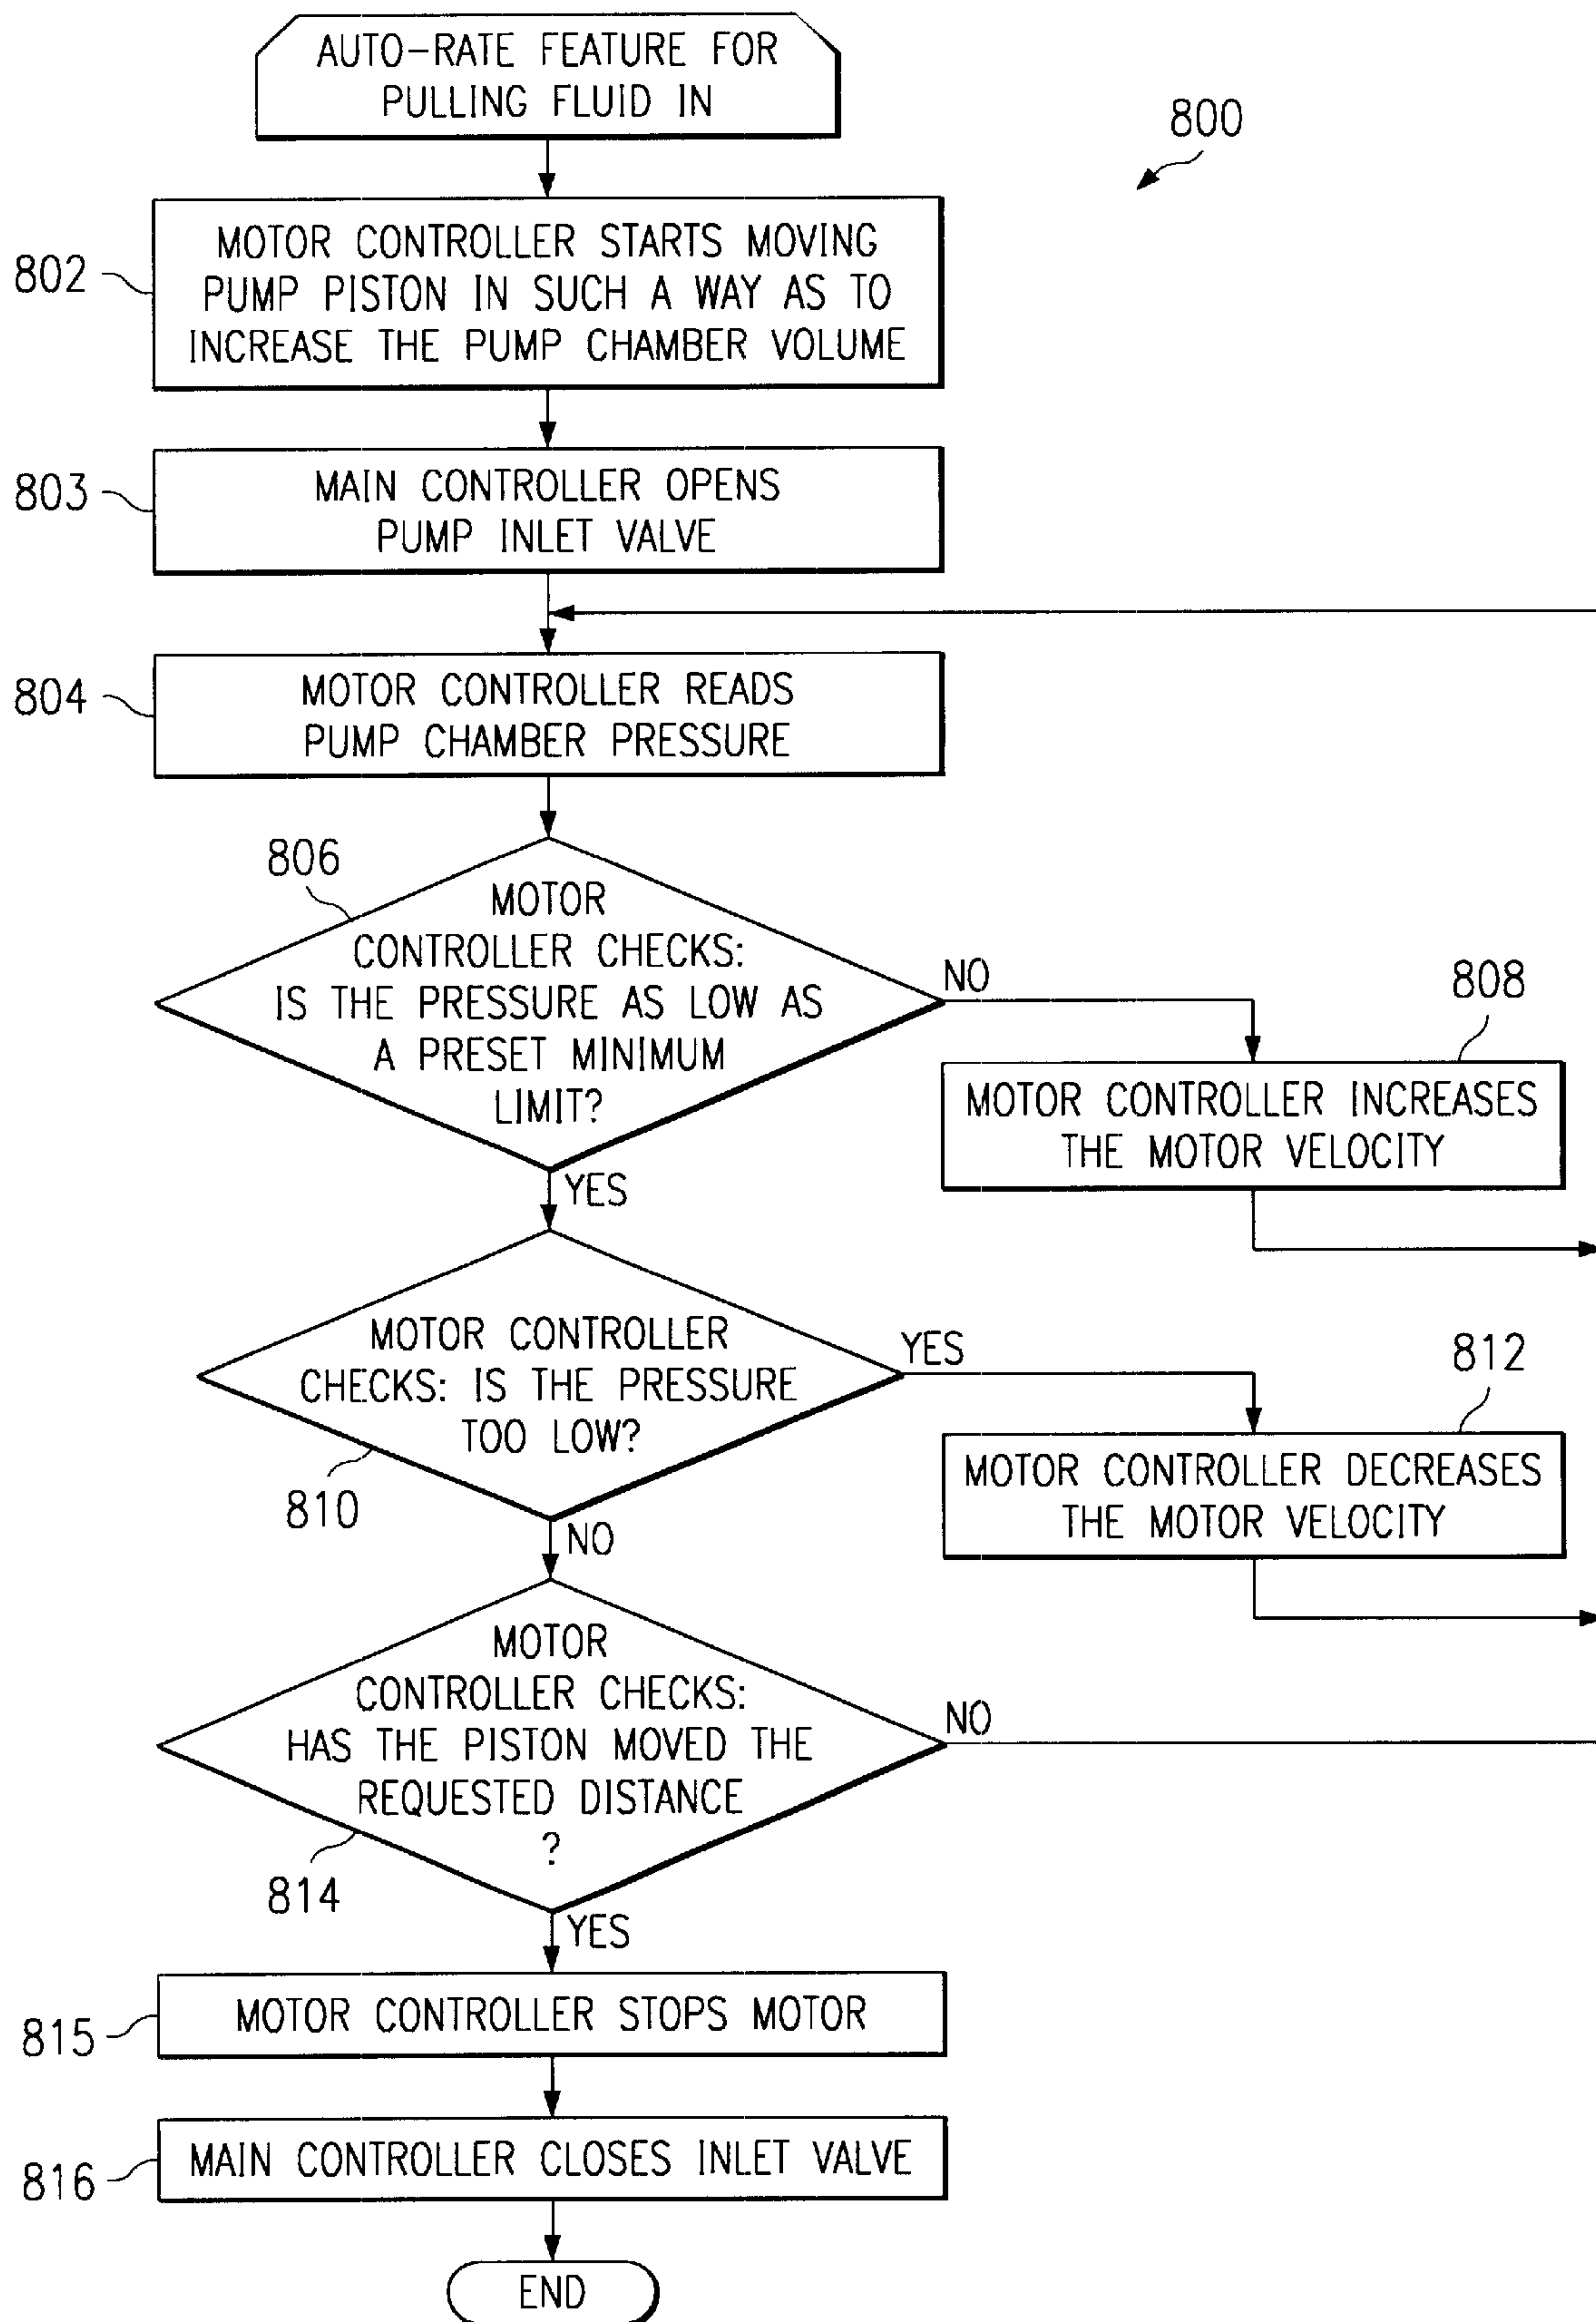 AUTO-RATE FEATURE FOR
PULLING FLUID IN
800
802
MOTOR CONTROLLER STARTS MOVING
PUMP PISTON IN SUCH A WAY AS TO
INCREASE THE PUMP CHAMBER VOLUME
803
MAIN CONTROLLER OPENS
PUMP INLET VALVE
804
MOTOR CONTROLLER READS
PUMP CHAMBER PRESSURE
806
MOTOR
CONTROLLER CHECKS:
IS THE PRESSURE AS LOW AS
A PRESET MINIMUM
LIMIT?
NO
808
MOTOR CONTROLLER INCREASES
THE MOTOR VELOCITY
YES
MOTOR CONTROLLER
CHECKS: IS THE PRESSURE
TOO LOW?
810
YES
812
MOTOR CONTROLLER DECREASES
THE MOTOR VELOCITY
NO
MOTOR
CONTROLLER CHECKS:
HAS THE PISTON MOVED THE
REQUESTED DISTANCE
?
814
NO
YES
815
MOTOR CONTROLLER STOPS MOTOR
816
MAIN CONTROLLER CLOSES INLET VALVE
END